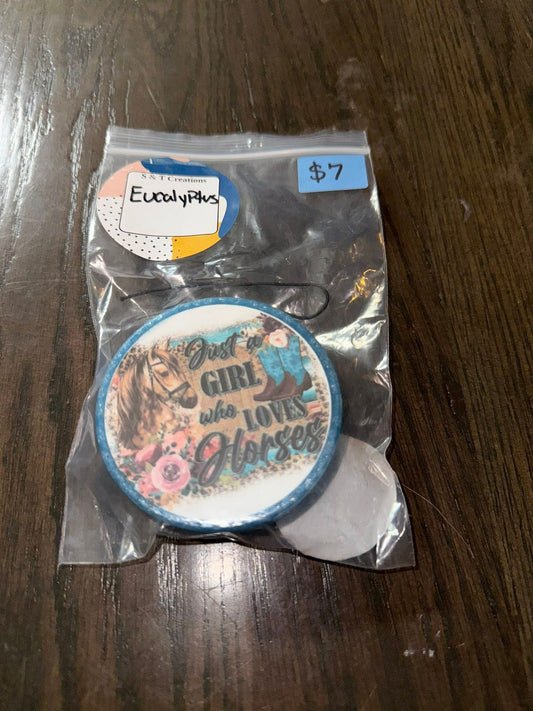 S & T Creations
Eucalyptus
$7
Just a
GIRL
who LOVES
Horses